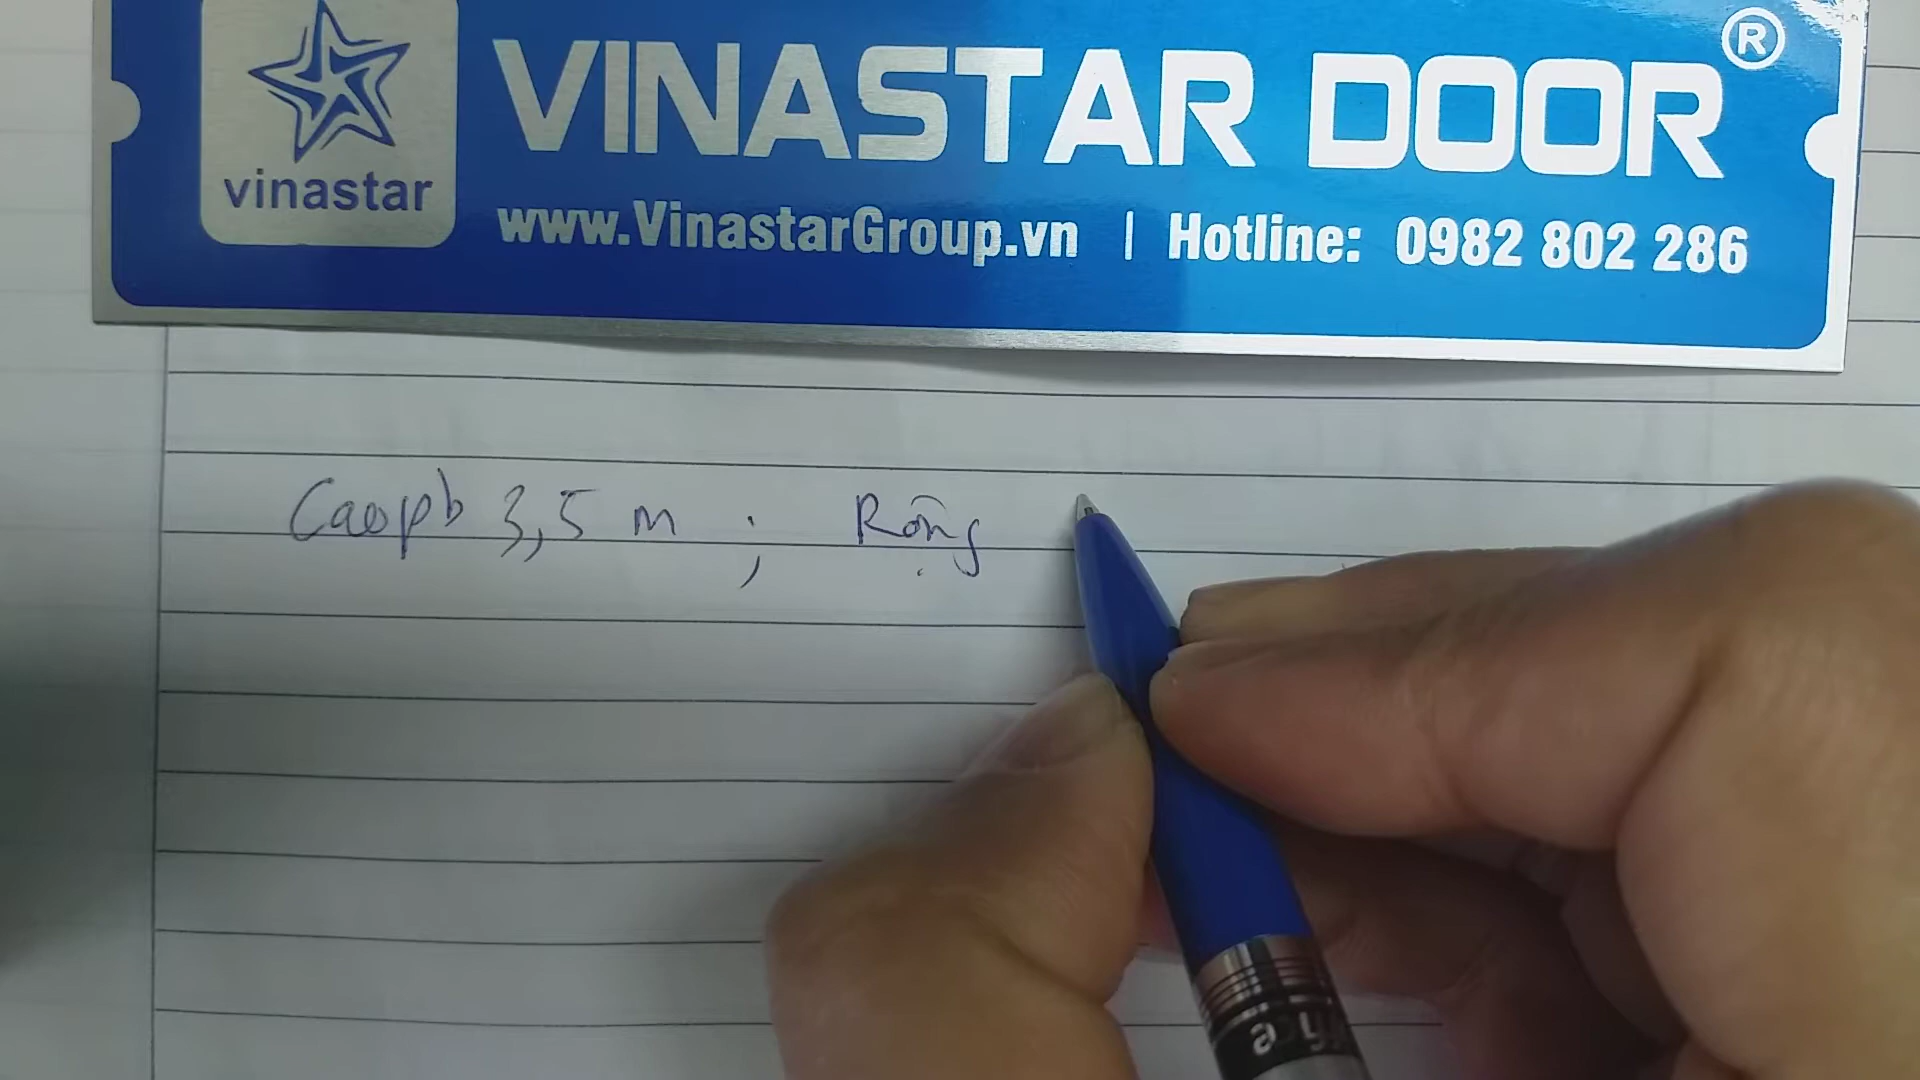 VINASTAR DOOR ®
vinastar
www.VinastarGroup.vn | Hotline: 0982 802 286
Caopb 3,5 m ; Rộng